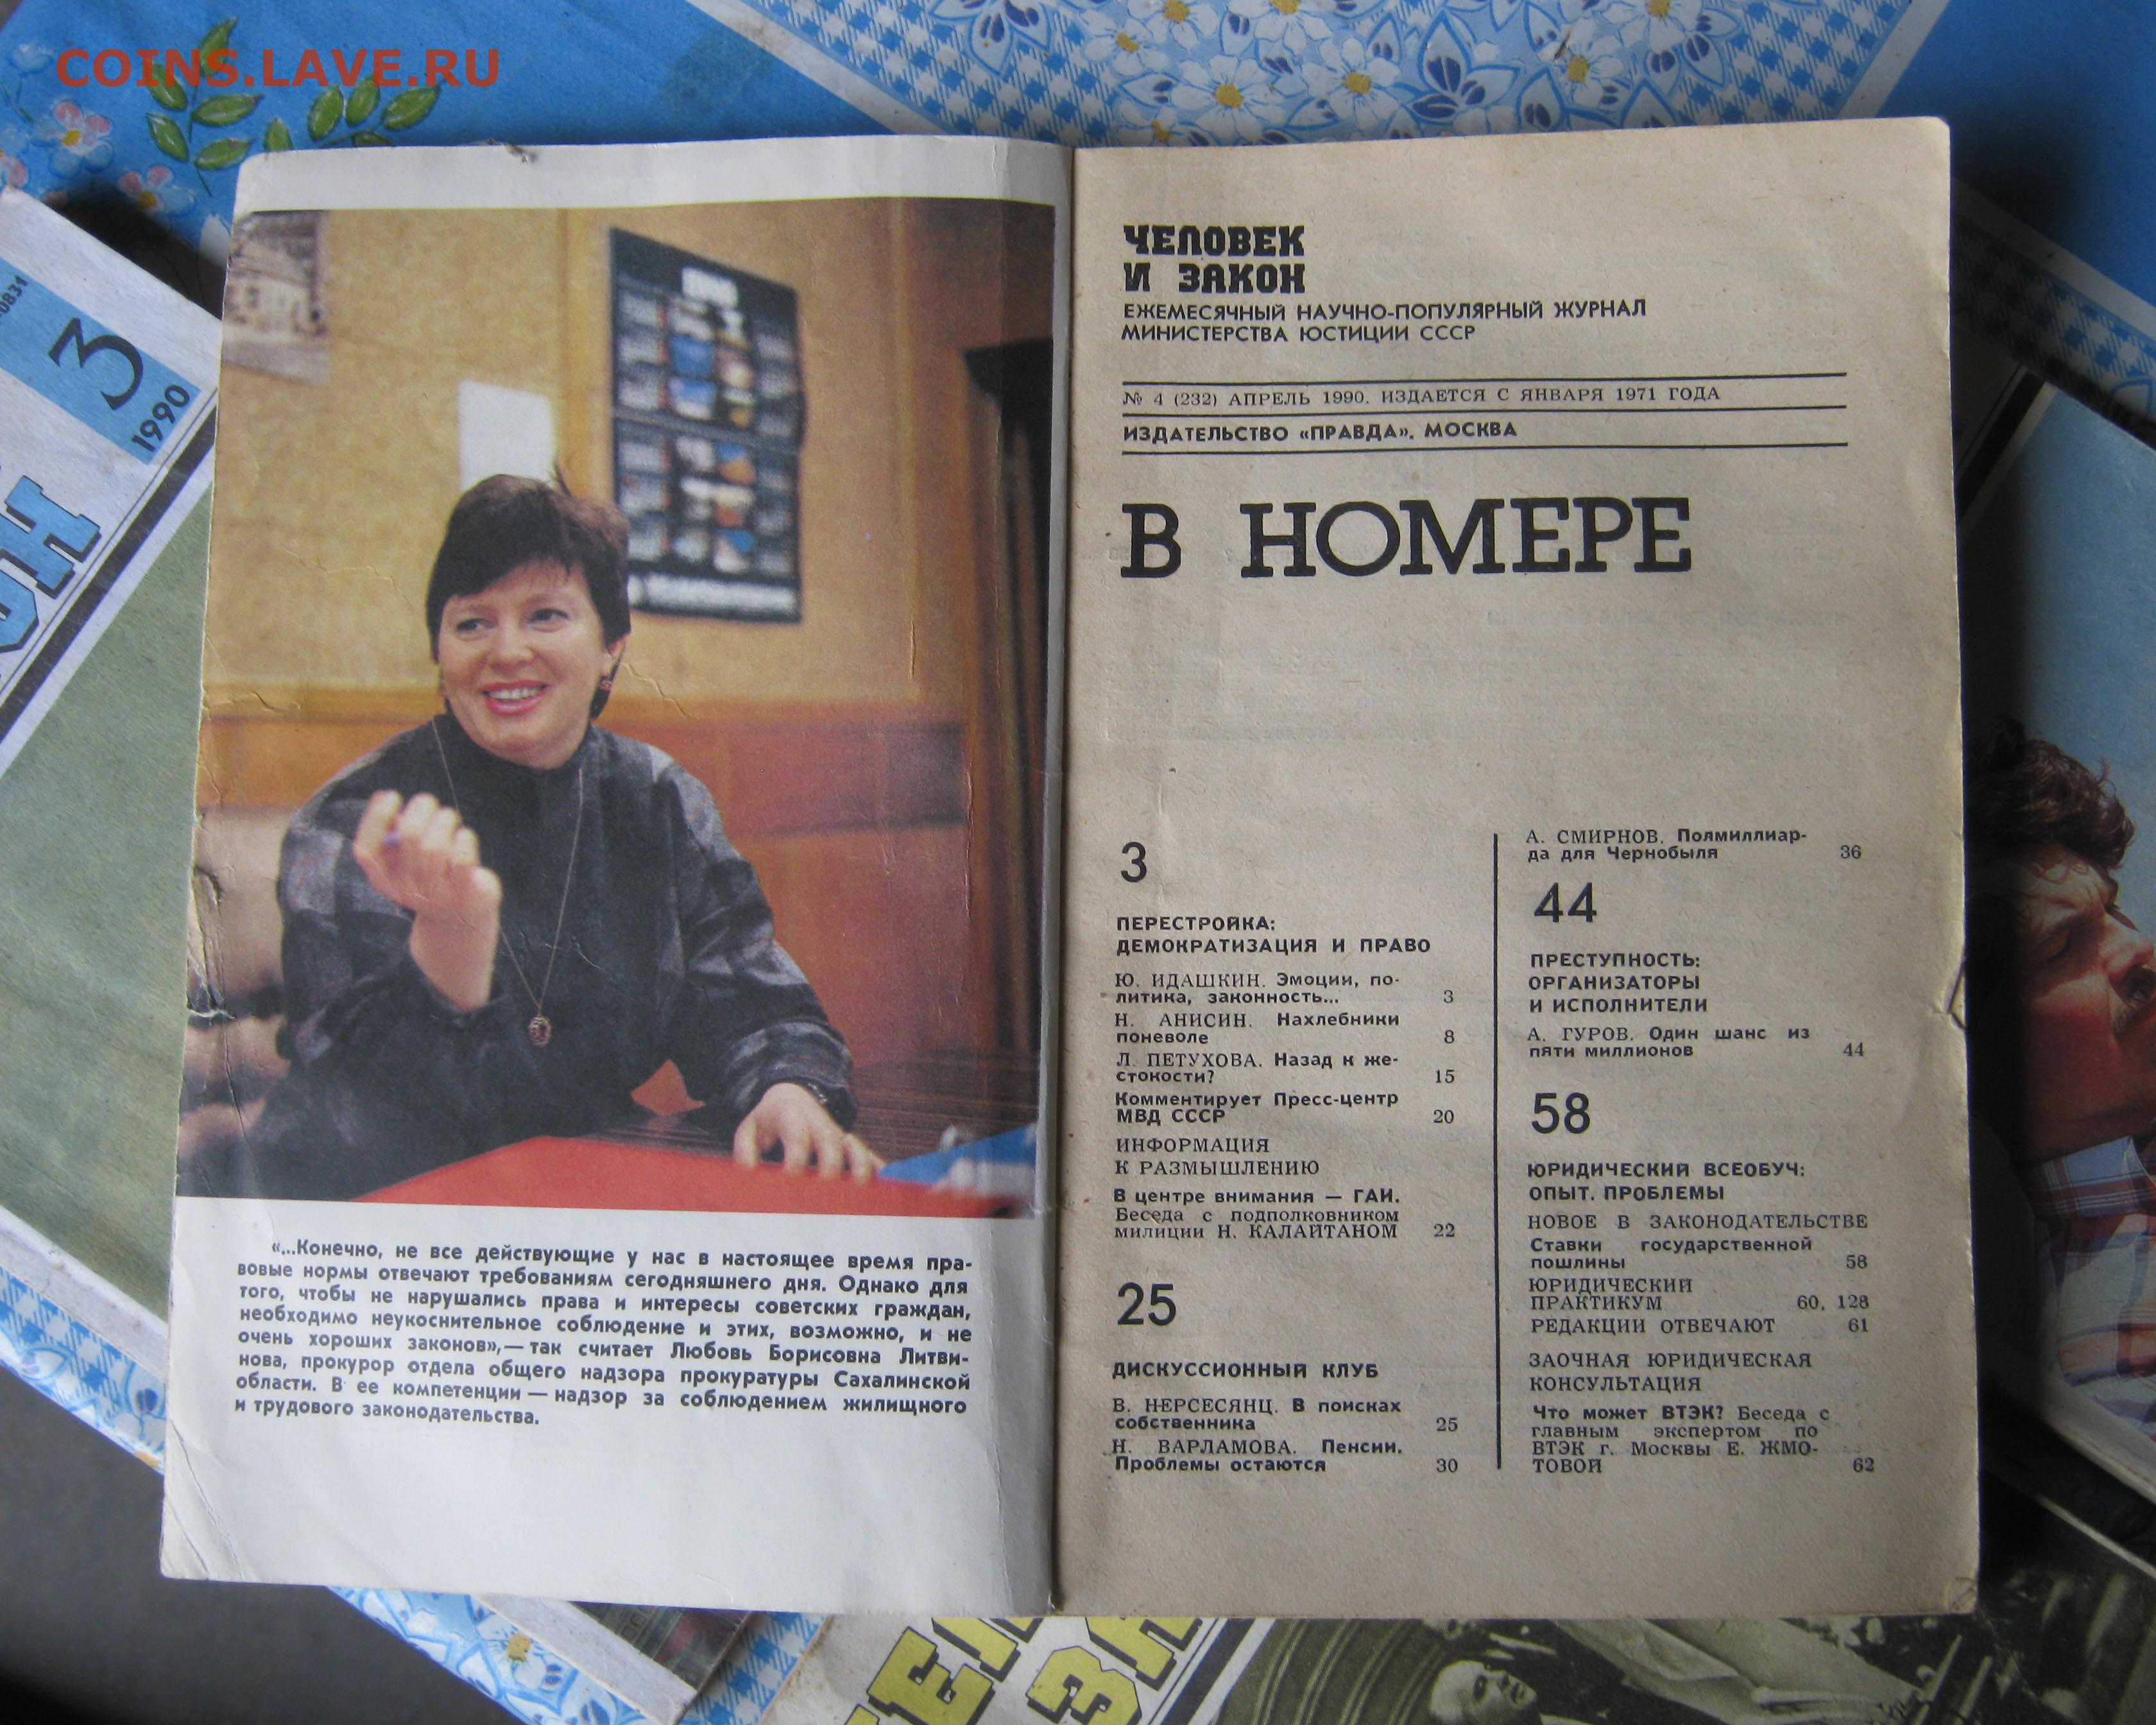 COINS.LAVE.RU
3
1990
«...Конечно, не все действующие у нас в настоящее время пра-
вовые нормы отвечают требованиям сегодняшнего дня. Однако для
того, чтобы не нарушались права и интересы советских граждан,
необходимо неукоснительное соблюдение и этих, возможно, и не
очень хороших законов»,— так считает Любовь Борисовна Литви-
нова, прокурор отдела общего надзора прокуратуры Сахалинской
области. В ее компетенции — надзор за соблюдением жилищного
и трудового законодательства.
ЧЕЛОВЕК
И ЗАКОН
ЕЖЕМЕСЯЧНЫЙ НАУЧНО-ПОПУЛЯРНЫЙ ЖУРНАЛ
МИНИСТЕРСТВА ЮСТИЦИИ СССР
№ 4 (232) АПРЕЛЬ 1990. ИЗДАЕТСЯ С ЯНВАРЯ 1971 ГОДА
ИЗДАТЕЛЬСТВО «ПРАВДА». МОСКВА
В НОМЕРЕ
3
ПЕРЕСТРОЙКА:
ДЕМОКРАТИЗАЦИЯ И ПРАВО
Ю. ИДАШКИН. Эмоции, по-
литика, законность... 3
Н. АНИСИН. Нахлебники
поневоле 8
Л. ПЕТУХОВА. Назад к же-
стокости? 15
Комментирует Пресс-центр
МВД СССР 20
ИНФОРМАЦИЯ
К РАЗМЫШЛЕНИЮ
В центре внимания — ГАИ.
Беседа с подполковником
милиции Н. КАЛАЙТАНОМ 22
25
ДИСКУССИОННЫЙ КЛУБ
В. НЕРСЕСЯНЦ. В поисках
собственника 25
Н. ВАРЛАМОВА. Пенсии.
Проблемы остаются 30
А. СМИРНОВ. Полмиллиар-
да для Чернобыля 36
44
ПРЕСТУПНОСТЬ:
ОРГАНИЗАТОРЫ
И ИСПОЛНИТЕЛИ
А. ГУРОВ. Один шанс из
пяти миллионов 44
58
ЮРИДИЧЕСКИЙ ВСЕОБУЧ:
ОПЫТ. ПРОБЛЕМЫ
НОВОЕ В ЗАКОНОДАТЕЛЬСТВЕ
Ставки государственной
пошлины 58
ЮРИДИЧЕСКИЙ
ПРАКТИКУМ 60, 128
РЕДАКЦИИ ОТВЕЧАЮТ 61
ЗАОЧНАЯ ЮРИДИЧЕСКАЯ
КОНСУЛЬТАЦИЯ
Что может ВТЭК? Беседа с
главным экспертом по
ВТЭК г. Москвы Е. ЖМО-
ТОВОЙ 62